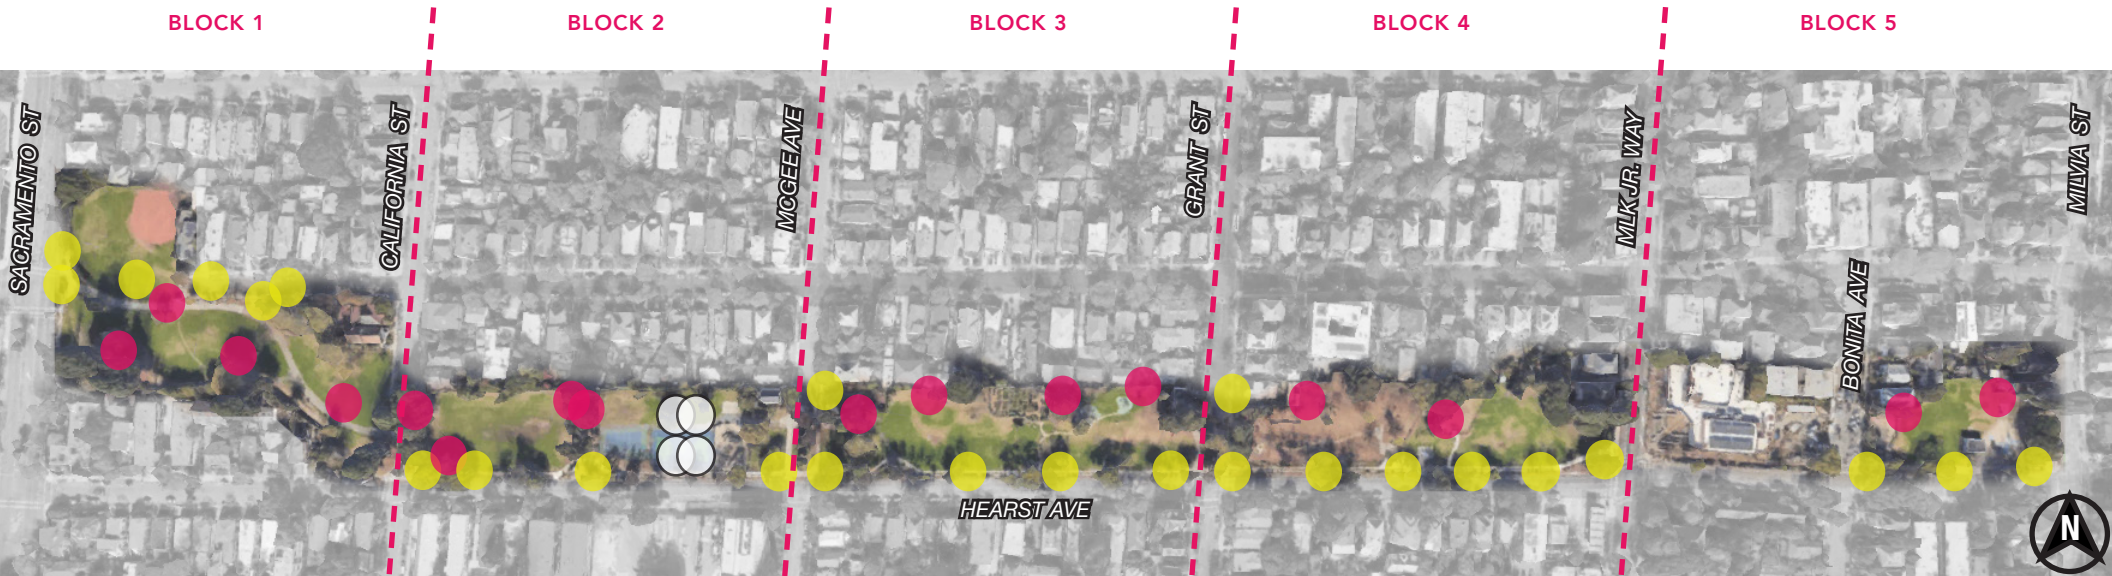 BLOCK 1
BLOCK 2
BLOCK 3
BLOCK 4
BLOCK 5
SACRAMENTO ST
CALIFORNIA ST
MCGEE AVE
GRANT ST
MLK JR. WAY
BONITA AVE
MILVIA ST
HEARST AVE
N